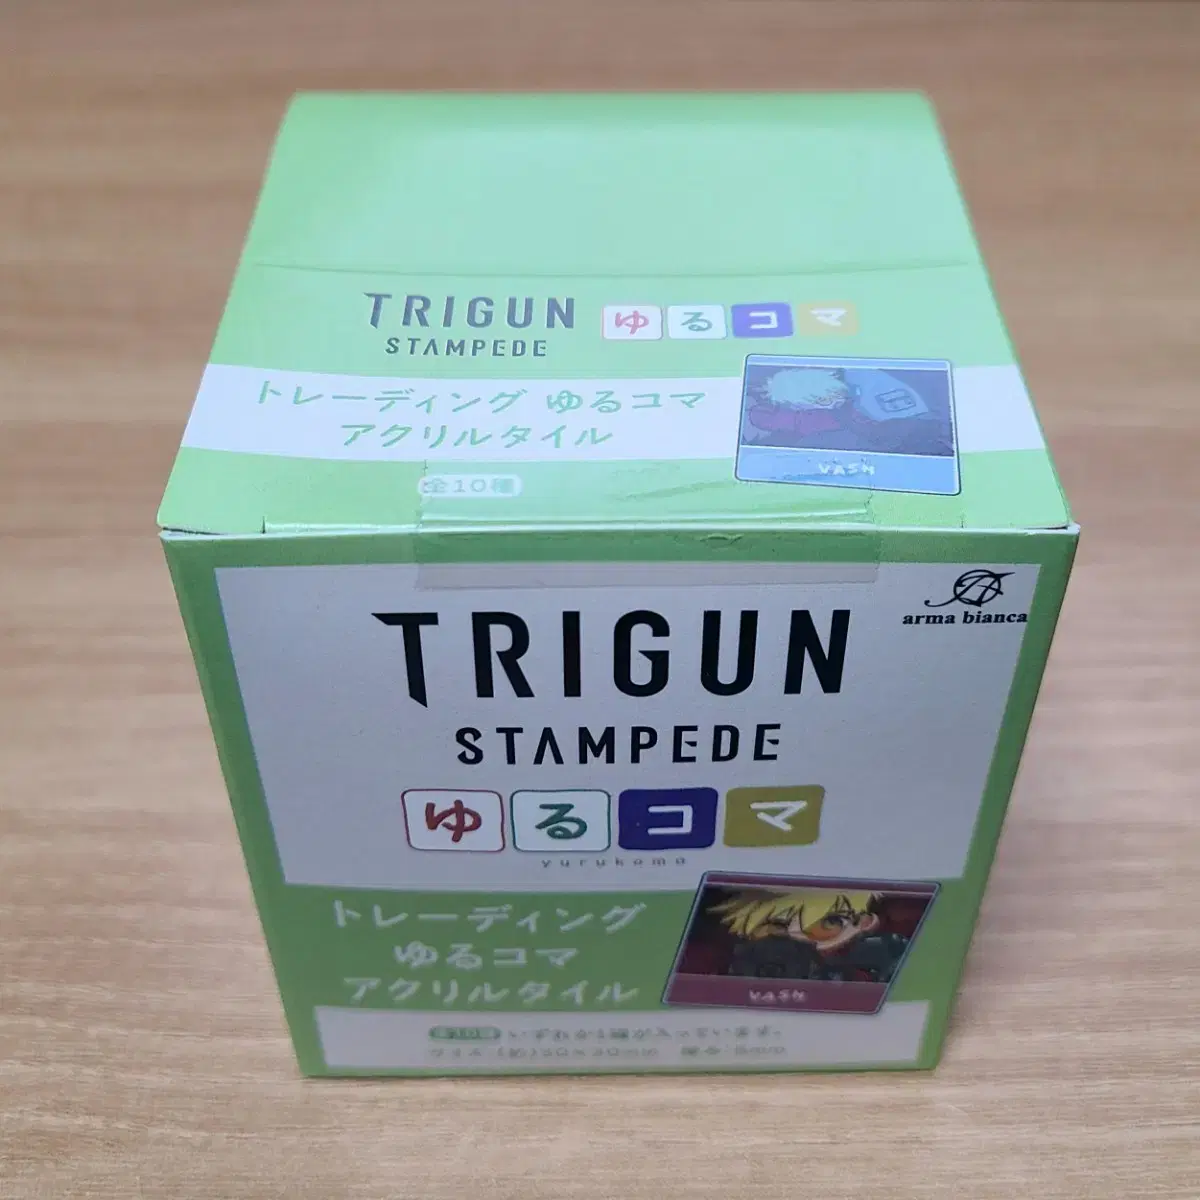 TRIGUN ゆるコマ
STAMPEDE
トレーディング ゆるコマ
アクリルタイル
全10種
VASH
arma bianca
TRIGUN
STAMPEDE
ゆるコマ
yurukoma
トレーディング
ゆるコマ
アクリルタイル
VASH